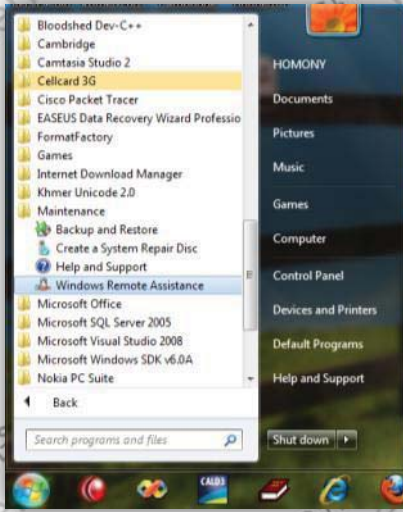 Bloodshed Dev-C++
Cambridge
Camtasia Studio 2
Cellcard 3G
Cisco Packet Tracer
EASEUS Data Recovery Wizard Professio
FormatFactory
Games
Internet Download Manager
Khmer Unicode 2.0
Maintenance
Backup and Restore
Create a System Repair Disc
Help and Support
Windows Remote Assistance
Microsoft Office
Microsoft SQL Server 2005
Microsoft Visual Studio 2008
Microsoft Windows SDK v6.0A
Nokia PC Suite
Back
Search programs and files
HOMONY
Documents
Pictures
Music
Games
Computer
Control Panel
Devices and Printers
Default Programs
Help and Support
Shut down
CALD3